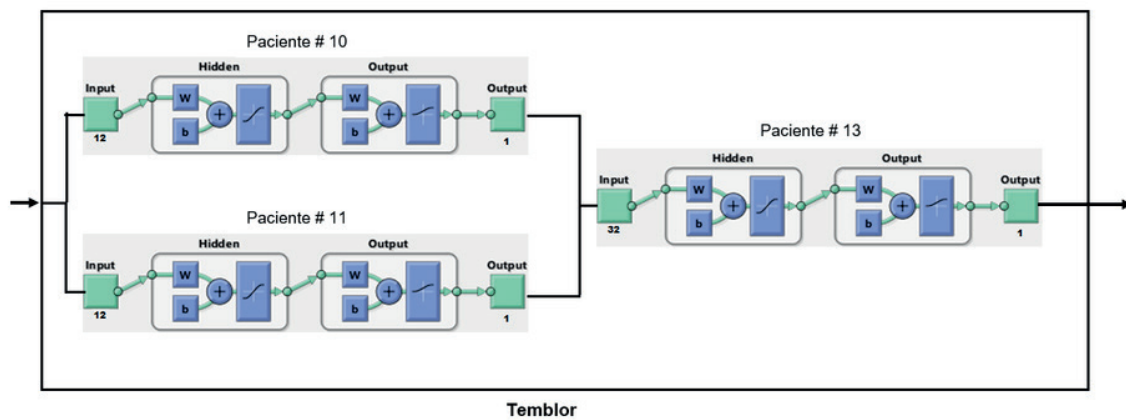 Paciente # 10
Hidden
Output
Input
W
b
+
12
Output
W
b
+
1
Paciente # 11
Hidden
Output
Input
W
b
+
12
Output
W
b
+
1
Paciente # 13
Hidden
Output
Input
W
b
+
32
Output
W
b
+
1
Temblor